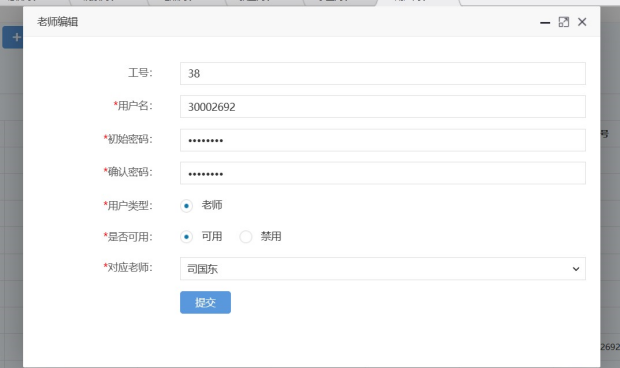 老师编辑
工号: 38
*用户名: 30002692
*初始密码: ••••••••
*确认密码: ••••••••
*用户类型: 老师
*是否可用: 可用 禁用
*对应老师: 司国东
提交
号
2692